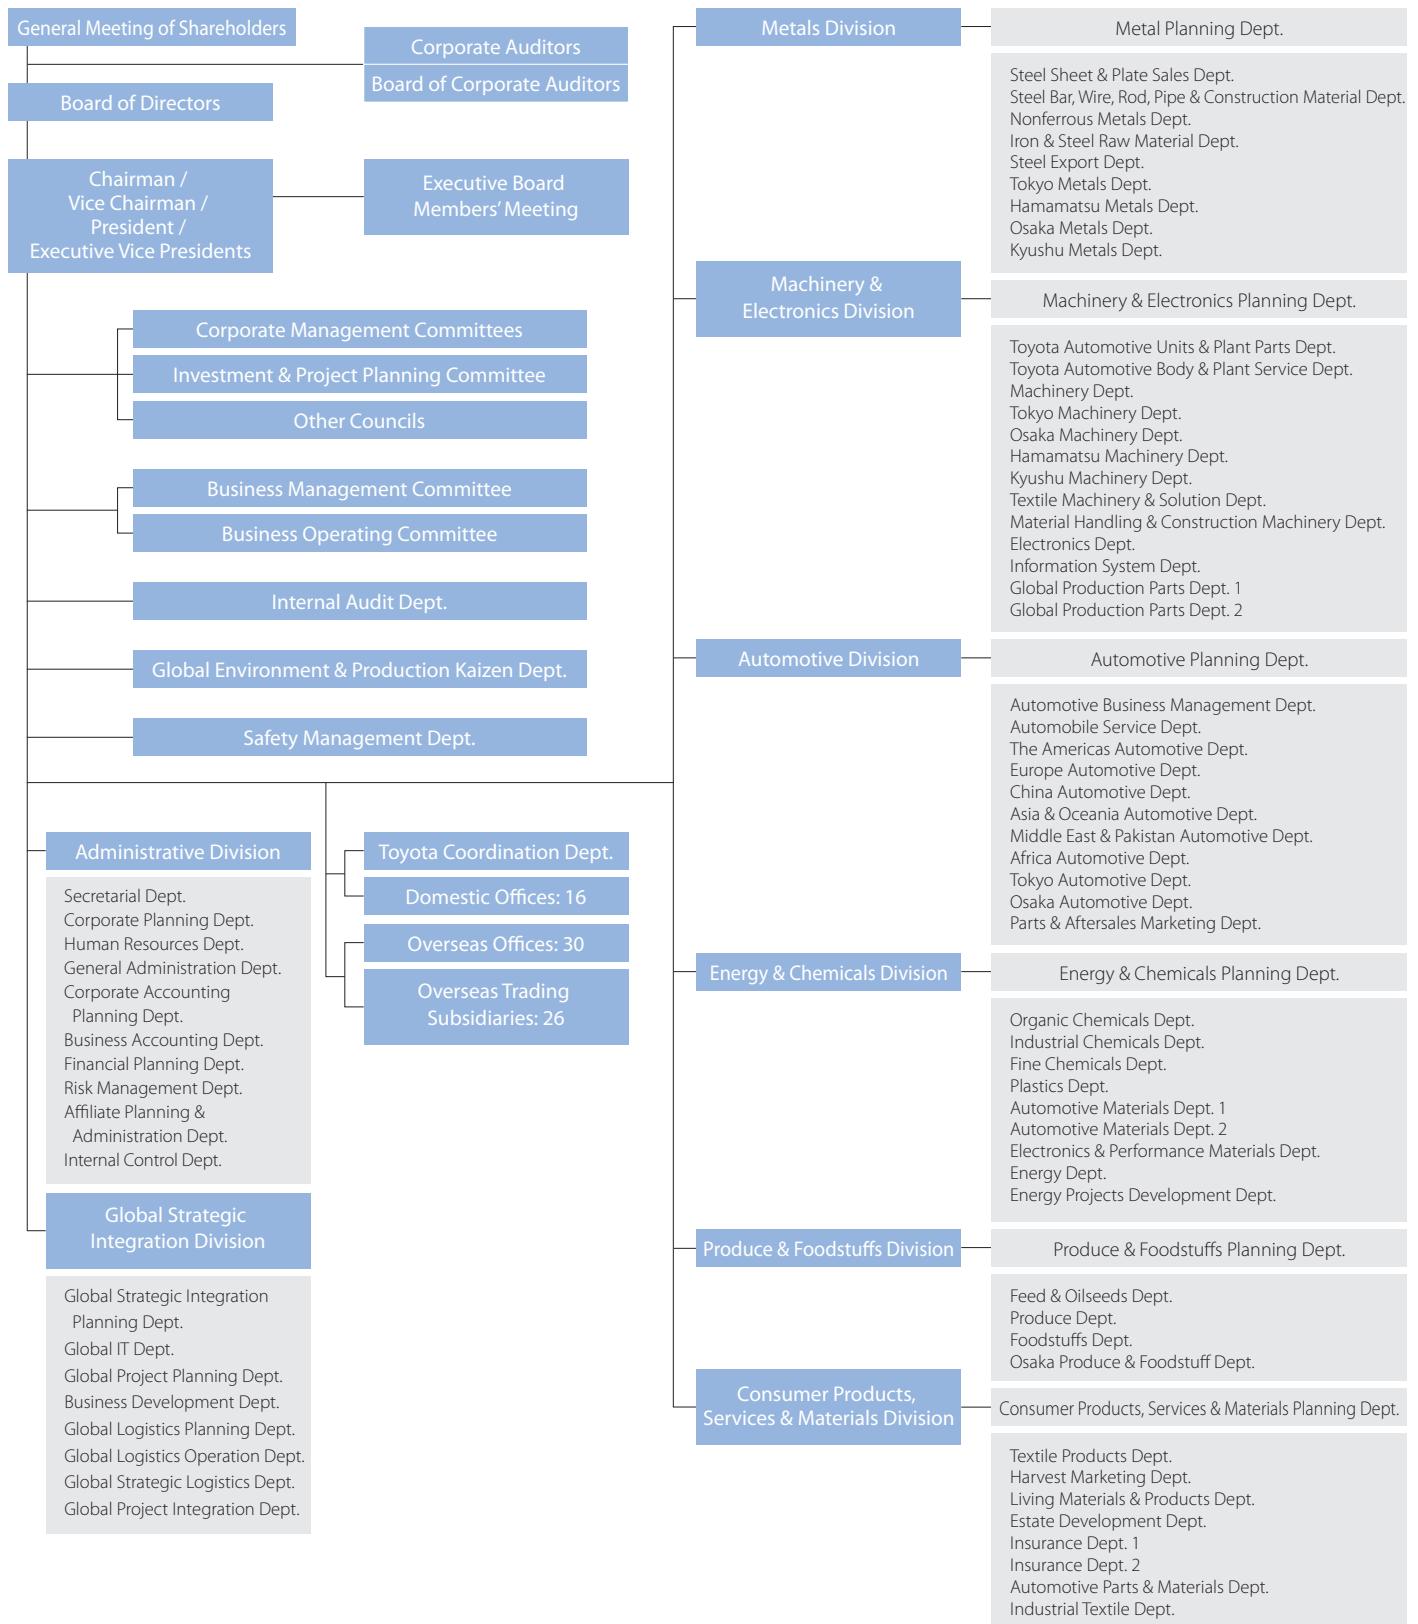 General Meeting of Shareholders
Corporate Auditors
Board of Corporate Auditors
Board of Directors
Chairman /
Vice Chairman /
President /
Executive Vice Presidents
Executive Board
Members’ Meeting
Corporate Management Committees
Investment & Project Planning Committee
Other Councils
Business Management Committee
Business Operating Committee
Internal Audit Dept.
Global Environment & Production Kaizen Dept.
Safety Management Dept.
Administrative Division
Secretarial Dept.
Corporate Planning Dept.
Human Resources Dept.
General Administration Dept.
Corporate Accounting
Planning Dept.
Business Accounting Dept.
Financial Planning Dept.
Risk Management Dept.
Affiliate Planning &
Administration Dept.
Internal Control Dept.
Global Strategic
Integration Division
Global Strategic Integration
Planning Dept.
Global IT Dept.
Global Project Planning Dept.
Business Development Dept.
Global Logistics Planning Dept.
Global Logistics Operation Dept.
Global Strategic Logistics Dept.
Global Project Integration Dept.
Toyota Coordination Dept.
Domestic Offices: 16
Overseas Offices: 30
Overseas Trading
Subsidiaries: 26
Metals Division
Metal Planning Dept.
Steel Sheet & Plate Sales Dept.
Steel Bar, Wire, Rod, Pipe & Construction Material Dept.
Nonferrous Metals Dept.
Iron & Steel Raw Material Dept.
Steel Export Dept.
Tokyo Metals Dept.
Hamamatsu Metals Dept.
Osaka Metals Dept.
Kyushu Metals Dept.
Machinery &
Electronics Division
Machinery & Electronics Planning Dept.
Toyota Automotive Units & Plant Parts Dept.
Toyota Automotive Body & Plant Service Dept.
Machinery Dept.
Tokyo Machinery Dept.
Osaka Machinery Dept.
Hamamatsu Machinery Dept.
Kyushu Machinery Dept.
Textile Machinery & Solution Dept.
Material Handling & Construction Machinery Dept.
Electronics Dept.
Information System Dept.
Global Production Parts Dept. 1
Global Production Parts Dept. 2
Automotive Division
Automotive Planning Dept.
Automotive Business Management Dept.
Automobile Service Dept.
The Americas Automotive Dept.
Europe Automotive Dept.
China Automotive Dept.
Asia & Oceania Automotive Dept.
Middle East & Pakistan Automotive Dept.
Africa Automotive Dept.
Tokyo Automotive Dept.
Osaka Automotive Dept.
Parts & Aftersales Marketing Dept.
Energy & Chemicals Division
Energy & Chemicals Planning Dept.
Organic Chemicals Dept.
Industrial Chemicals Dept.
Fine Chemicals Dept.
Plastics Dept.
Automotive Materials Dept. 1
Automotive Materials Dept. 2
Electronics & Performance Materials Dept.
Energy Dept.
Energy Projects Development Dept.
Produce & Foodstuffs Division
Produce & Foodstuffs Planning Dept.
Feed & Oilseeds Dept.
Produce Dept.
Foodstuffs Dept.
Osaka Produce & Foodstuff Dept.
Consumer Products,
Services & Materials Division
Consumer Products, Services & Materials Planning Dept.
Textile Products Dept.
Harvest Marketing Dept.
Living Materials & Products Dept.
Estate Development Dept.
Insurance Dept. 1
Insurance Dept. 2
Automotive Parts & Materials Dept.
Industrial Textile Dept.